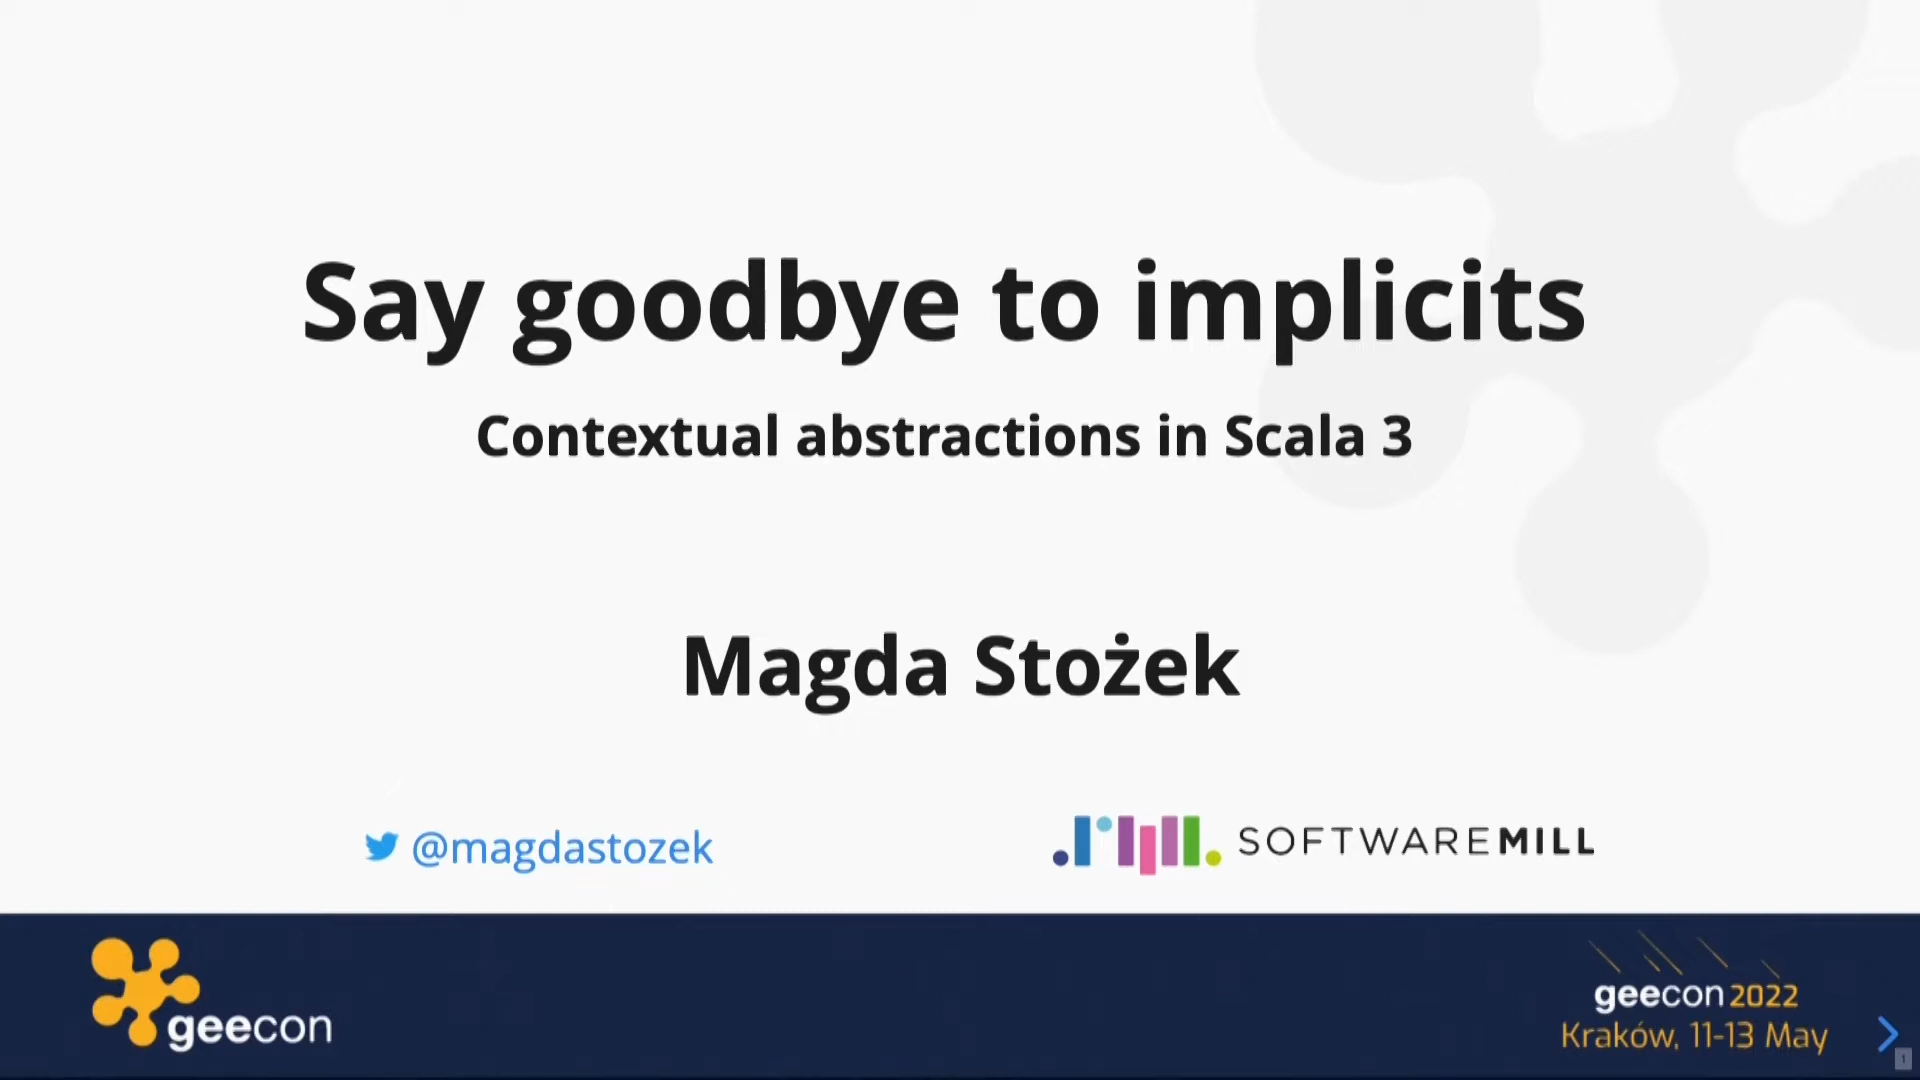 Say goodbye to implicits
Contextual abstractions in Scala 3
Magda Stożek
@magdastozek
SOFTWAREMILL
geecon
geecon 2022
Kraków, 11-13 May
1